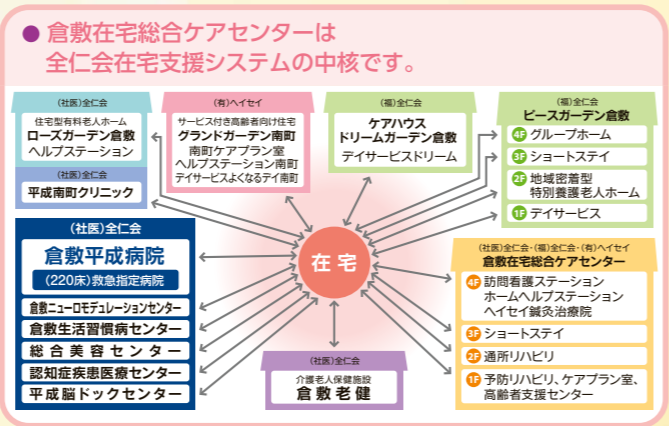 ● 倉敷在宅総合ケアセンターは
全仁会在宅支援システムの中核です。
(社医)全仁会
住宅型有料老人ホーム
ローズガーデン倉敷
ヘルプステーション
(社医)全仁会
平成南町クリニック
(有)ヘイセイ
サービス付き高齢者向け住宅
グランドガーデン南町
南町ケアプラン室
ヘルプステーション南町
デイサービスよくなるデイ南町
(福)全仁会
ケアハウス
ドリームガーデン倉敷
デイサービスドリーム
(福)全仁会
ピースガーデン倉敷
4F グループホーム
3F ショートステイ
2F 地域密着型
特別養護老人ホーム
1F デイサービス
(社医)全仁会
倉敷平成病院
(220床)救急指定病院
倉敷ニューロモデュレーションセンター
倉敷生活習慣病センター
総合美容センター
認知症疾患医療センター
平成脳ドックセンター
在宅
(社医)全仁会
介護老人保健施設
倉敷老健
(社医)全仁会・(福)全仁会・(有)ヘイセイ
倉敷在宅総合ケアセンター
4F 訪問看護ステーション
ホームヘルプステーション
ヘイセイ鍼灸治療院
3F ショートステイ
2F 通所リハビリ
1F 予防リハビリ、ケアプラン室、
高齢者支援センター